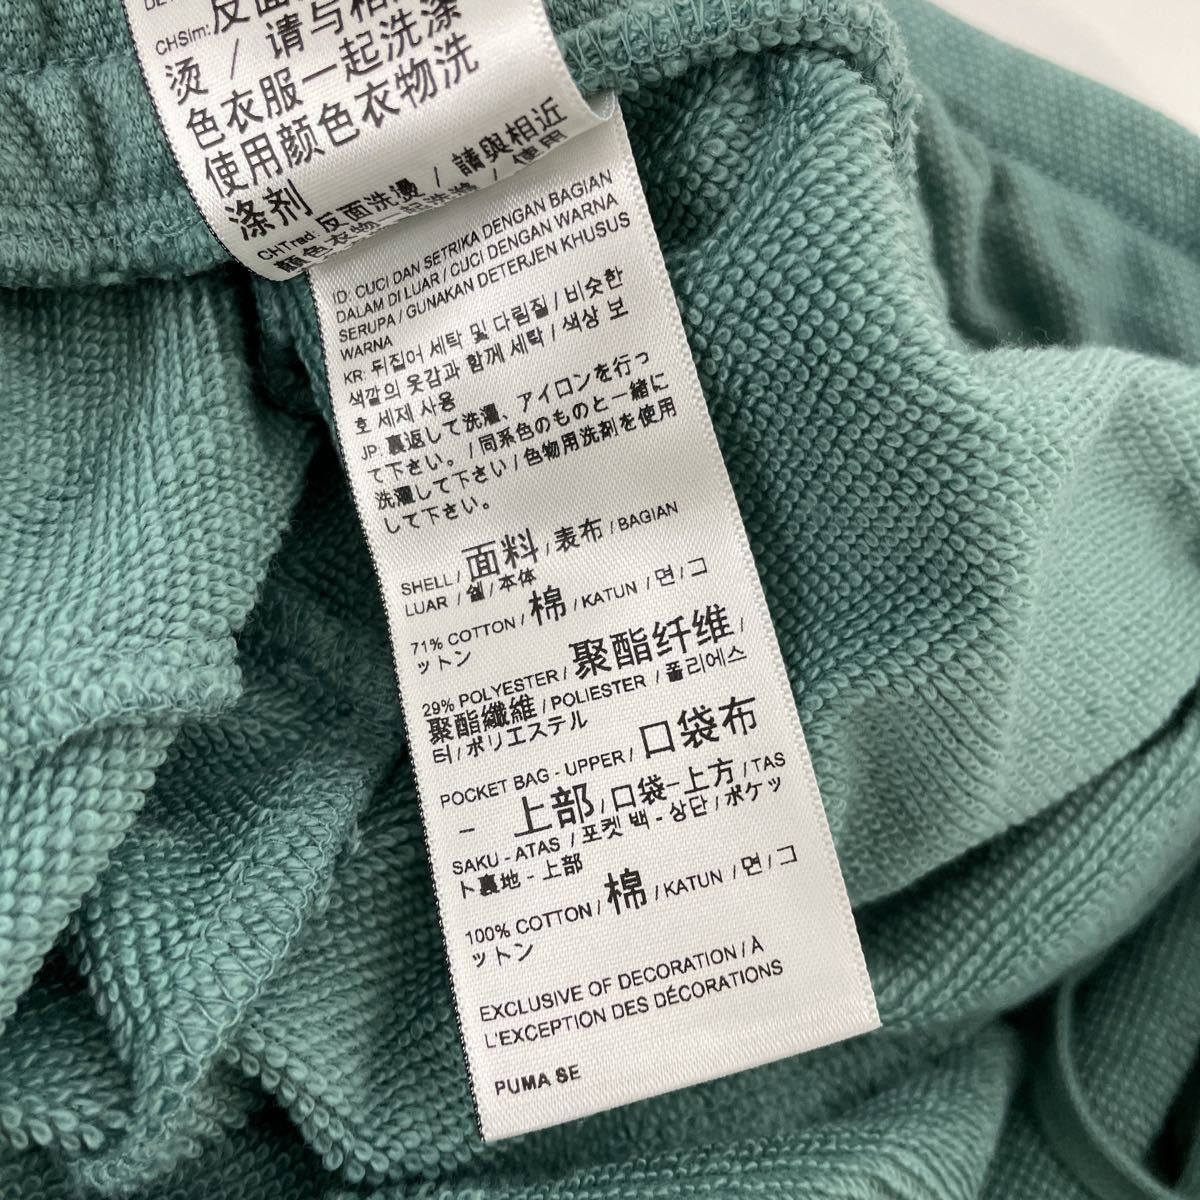 CHSim:反面
烫 / 请与相
色衣服一起洗涤
使用颜色衣物洗
涤剂
CHTrad: 反面洗燙 / 請與相近
顏色衣物一起洗滌 / 使用
ID: CUCI DAN SETRIKA DENGAN BAGIAN
DALAM DI LUAR / CUCI DENGAN WARNA
SERUPA / GUNAKAN DETERJEN KHUSUS
WARNA
KR: 뒤집어 세탁 및 다림질 / 비슷한
색깔의 옷감과 함께 세탁 / 색상 보
호 세제 사용
JP: 裏返して洗濯、アイロンを行っ
て下さい。/ 同系色のものと一緒に
洗濯して下さい / 色物用洗剤を使用
して下さい。
SHELL / 面料 / 表布 / BAGIAN
LUAR / 쉘 / 本体
71% COTTON / 棉 / KATUN / 면 / コ
ットン
29% POLYESTER / 聚酯纤维 /
聚酯纖維 / POLIESTER / 폴리에스
터 / ポリエステル
POCKET BAG - UPPER / 口袋布
- 上部 / 口袋-上方 / TAS
SAKU - ATAS / 포켓 백 - 상단 / ポケッ
ト裏地 - 上部
100% COTTON / 棉 / KATUN / 면 / コ
ットン
EXCLUSIVE OF DECORATION / À
L'EXCEPTION DES DÉCORATIONS
PUMA SE